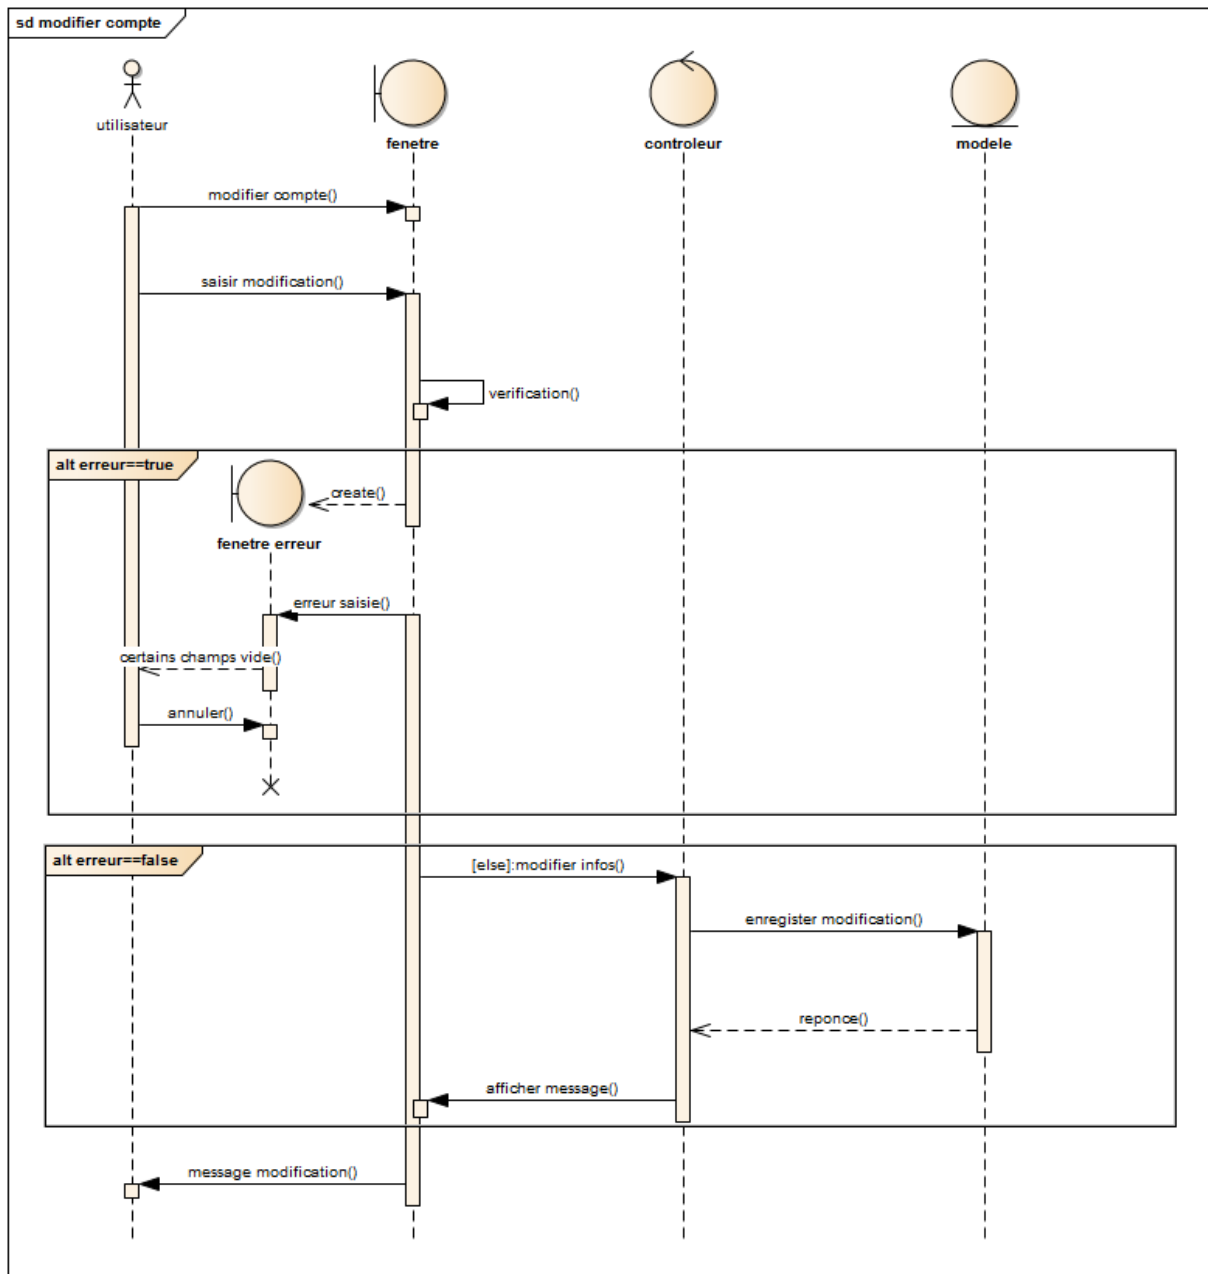 sd modifier compte
utilisateur
fenetre
controleur
modele
modifier compte()
saisir modification()
verification()
alt erreur==true
create()
fenetre erreur
erreur saisie()
certains champs vide()
annuler()
alt erreur==false
[else]:modifier infos()
enregister modification()
reponce()
afficher message()
message modification()